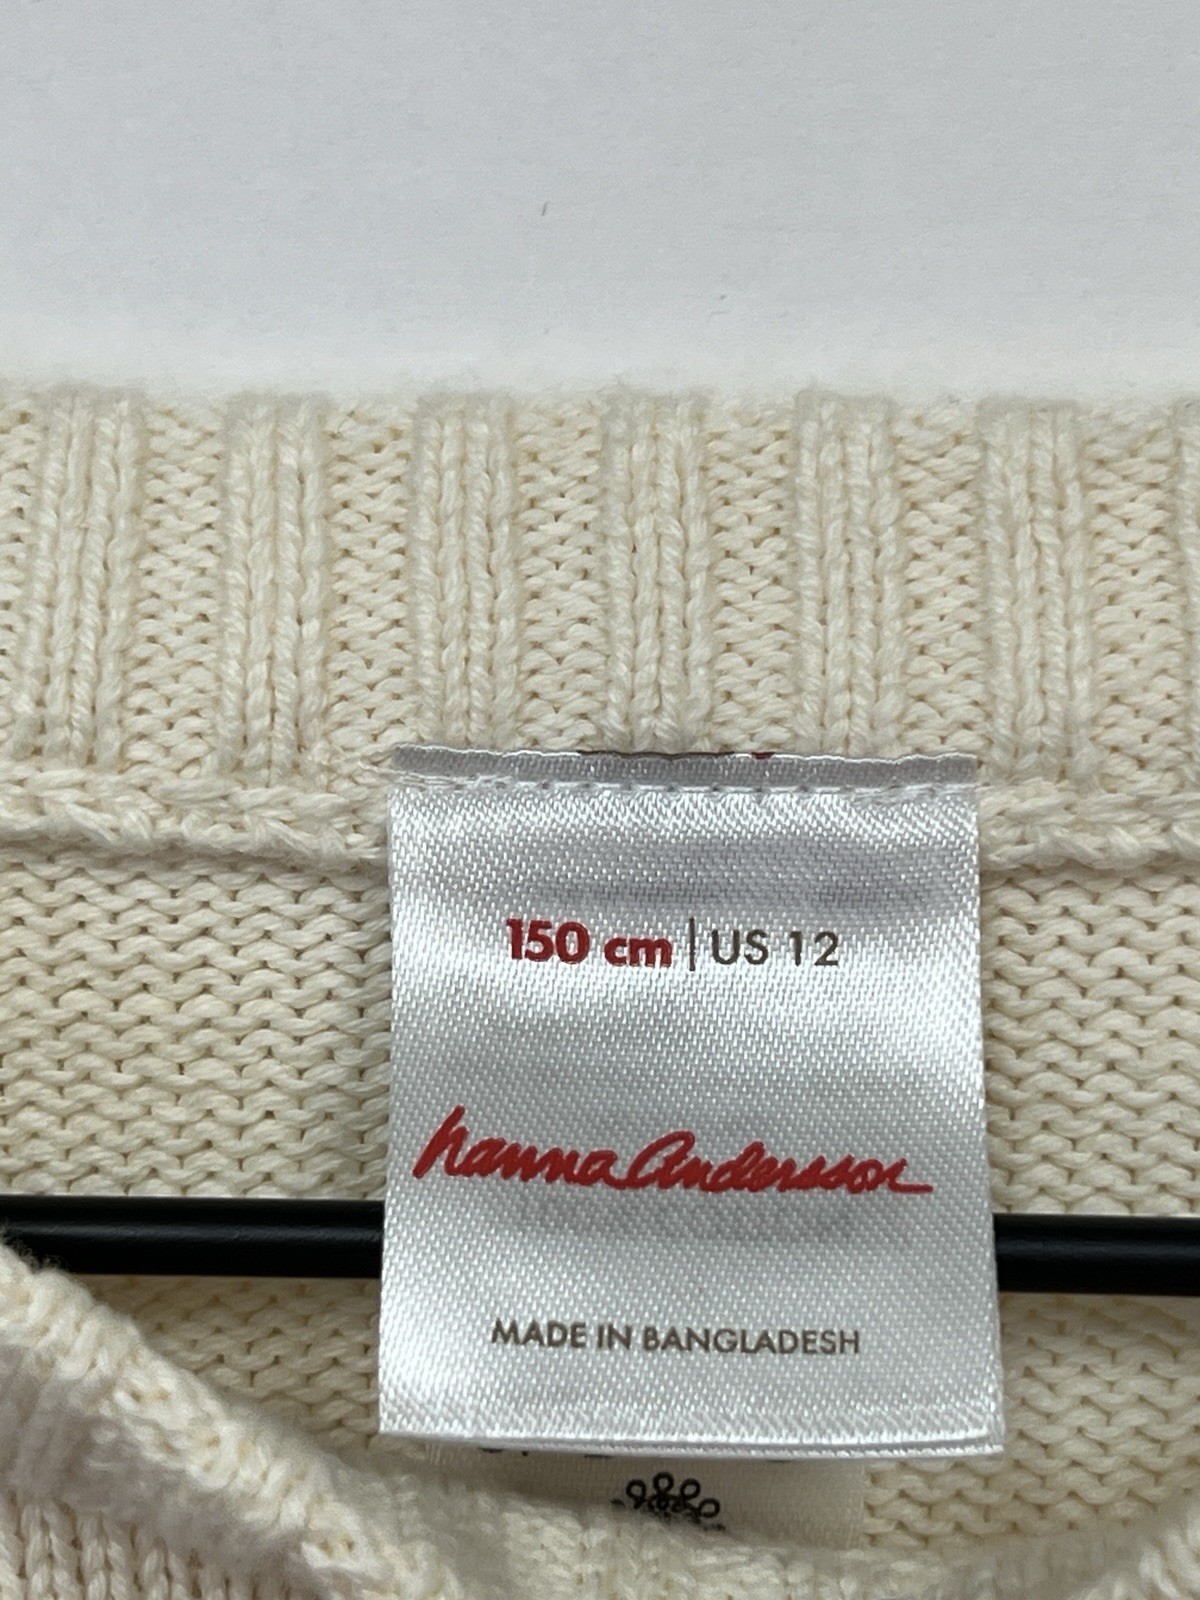 150 cm | US 12
hanna andersson
MADE IN BANGLADESH